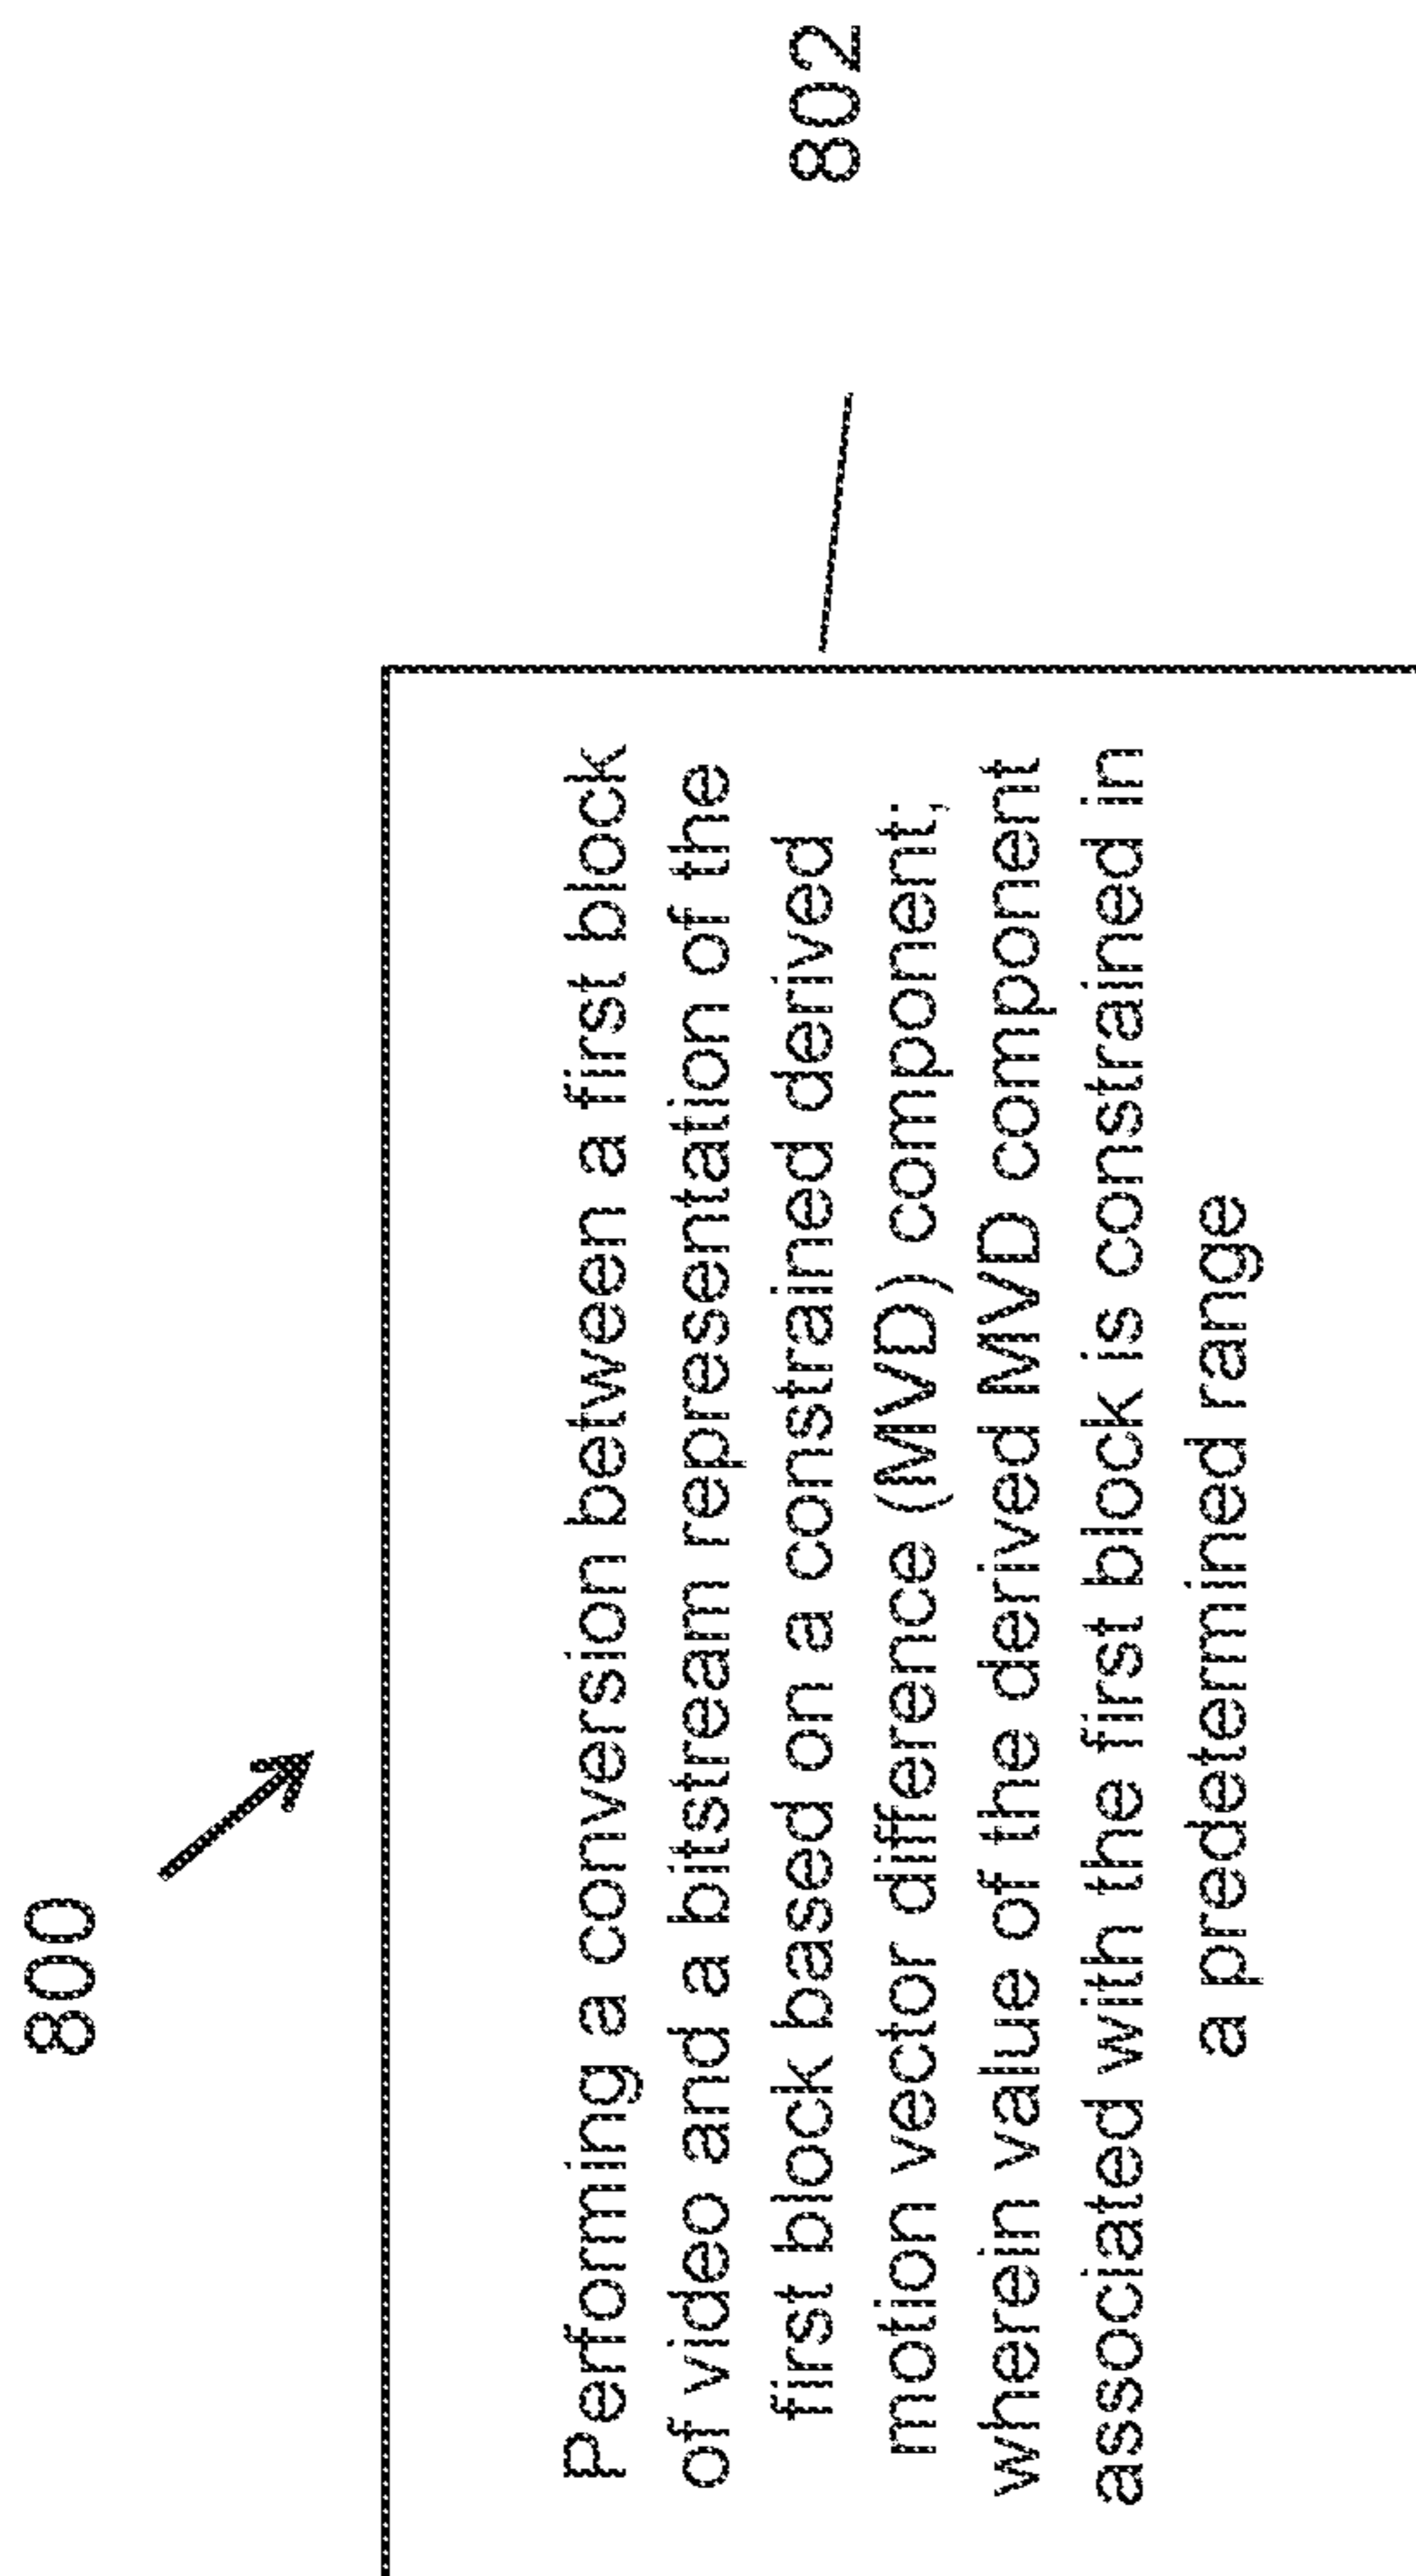 800
Performing a conversion between a first block
of video and a bitstream representation of the
first block based on a constrained derived
motion vector difference (MVD) component;
wherein value of the derived MVD component
associated with the first block is constrained in
a predetermined range
802